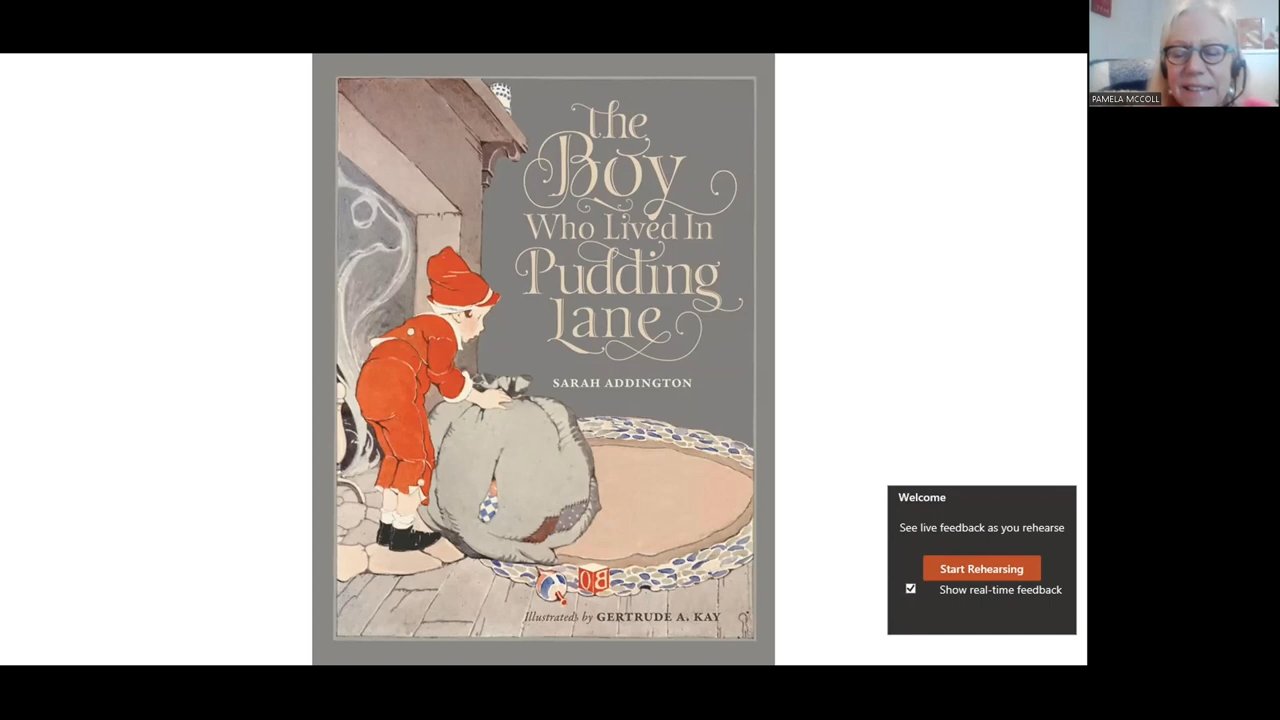 The
Boy
Who Lived In
Pudding
Lane
SARAH ADDINGTON
Illustrated by GERTRUDE A. KAY
PAMELA MCCOLL
Welcome
See live feedback as you rehearse
Start Rehearsing
Show real-time feedback